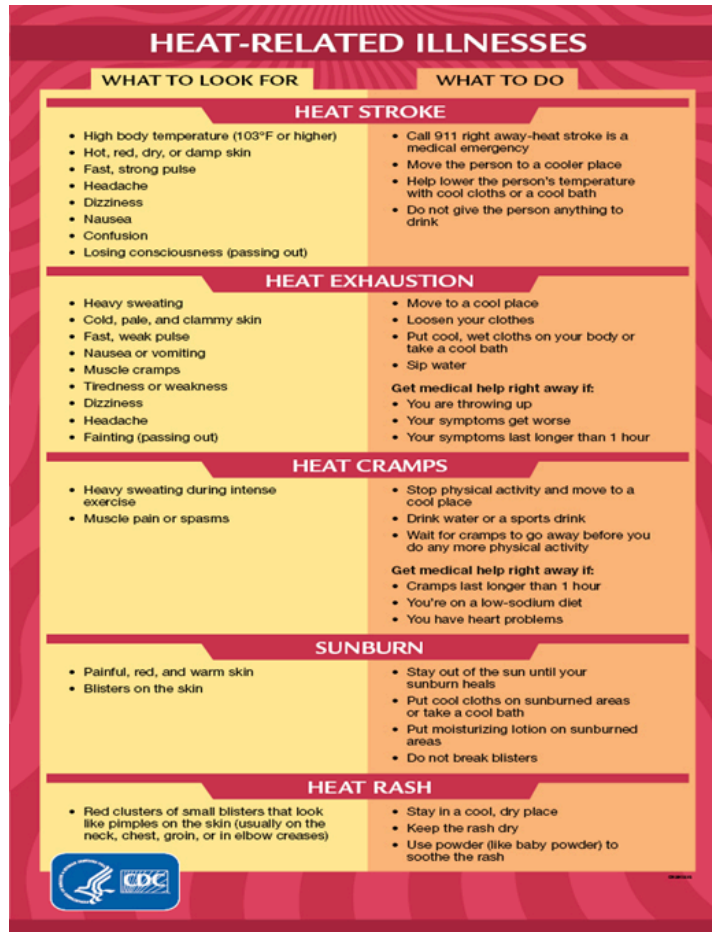 HEAT-RELATED ILLNESSES
WHAT TO LOOK FOR
WHAT TO DO
HEAT STROKE
• High body temperature (103°F or higher)
• Hot, red, dry, or damp skin
• Fast, strong pulse
• Headache
• Dizziness
• Nausea
• Confusion
• Losing consciousness (passing out)
• Call 911 right away-heat stroke is a
medical emergency
• Move the person to a cooler place
• Help lower the person's temperature
with cool cloths or a cool bath
• Do not give the person anything to
drink
HEAT EXHAUSTION
• Heavy sweating
• Cold, pale, and clammy skin
• Fast, weak pulse
• Nausea or vomiting
• Muscle cramps
• Tiredness or weakness
• Dizziness
• Headache
• Fainting (passing out)
• Move to a cool place
• Loosen your clothes
• Put cool, wet cloths on your body or
take a cool bath
• Sip water
Get medical help right away if:
• You are throwing up
• Your symptoms get worse
• Your symptoms last longer than 1 hour
HEAT CRAMPS
• Heavy sweating during intense
exercise
• Muscle pain or spasms
• Stop physical activity and move to a
cool place
• Drink water or a sports drink
• Wait for cramps to go away before you
do any more physical activity
Get medical help right away if:
• Cramps last longer than 1 hour
• You're on a low-sodium diet
• You have heart problems
SUNBURN
• Painful, red, and warm skin
• Blisters on the skin
• Stay out of the sun until your
sunburn heals
• Put cool cloths on sunburned areas
or take a cool bath
• Put moisturizing lotion on sunburned
areas
• Do not break blisters
HEAT RASH
• Red clusters of small blisters that look
like pimples on the skin (usually on the
neck, chest, groin, or in elbow creases)
• Stay in a cool, dry place
• Keep the rash dry
• Use powder (like baby powder) to
soothe the rash
CDC